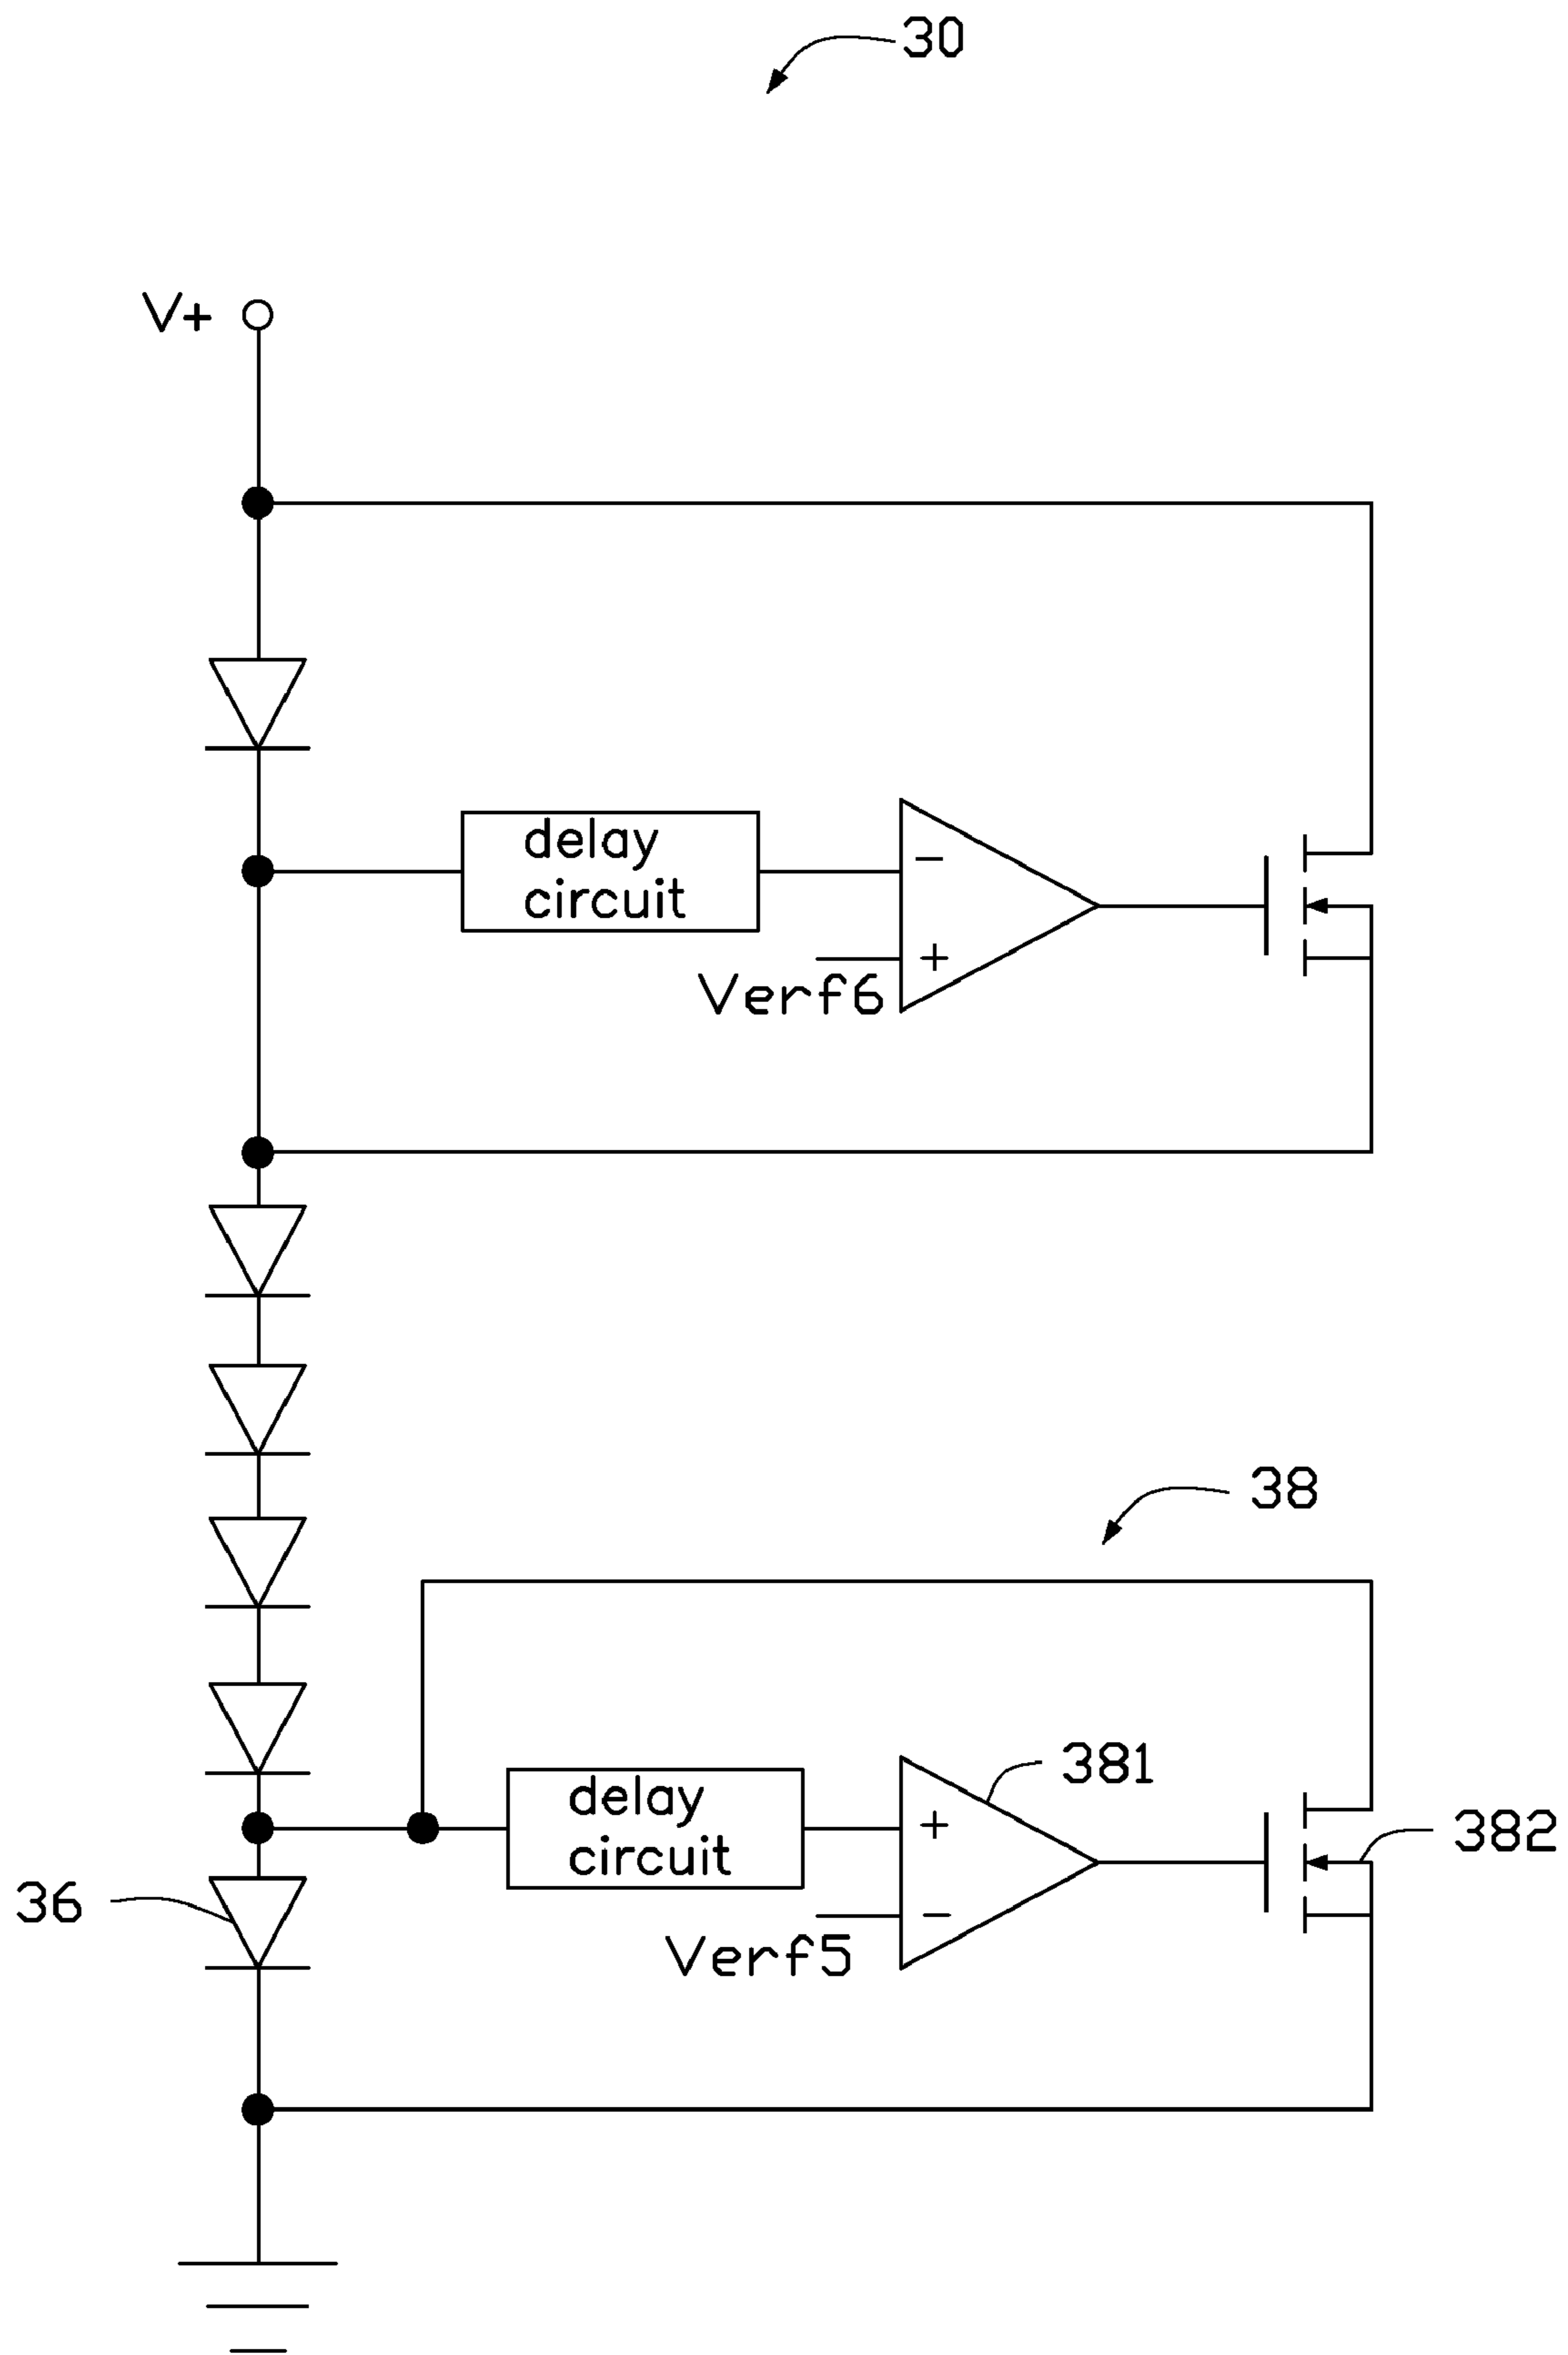 30
V+
delay
circuit
−
+
Verf6
38
381
delay
circuit
+
−
382
36
Verf5